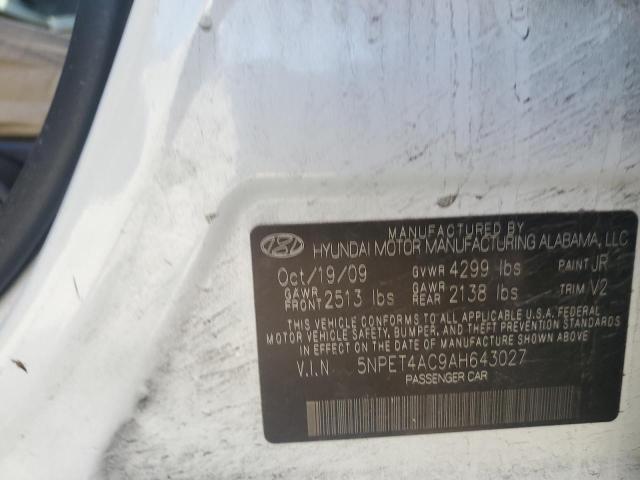 MANUFACTURED BY
HYUNDAI MOTOR MANUFACTURING ALABAMA, LLC
Oct/19/09 GVWR 4299 lbs PAINT JR
GAWR FRONT 2513 lbs GAWR REAR 2138 lbs TRIM V2
THIS VEHICLE CONFORMS TO ALL APPLICABLE U.S.A. FEDERAL
MOTOR VEHICLE SAFETY, BUMPER, AND THEFT PREVENTION
STANDARDS IN EFFECT ON THE DATE OF MANUFACTURE SHOWN ABOVE.
V.I.N. 5NPET4AC9AH643027
PASSENGER CAR